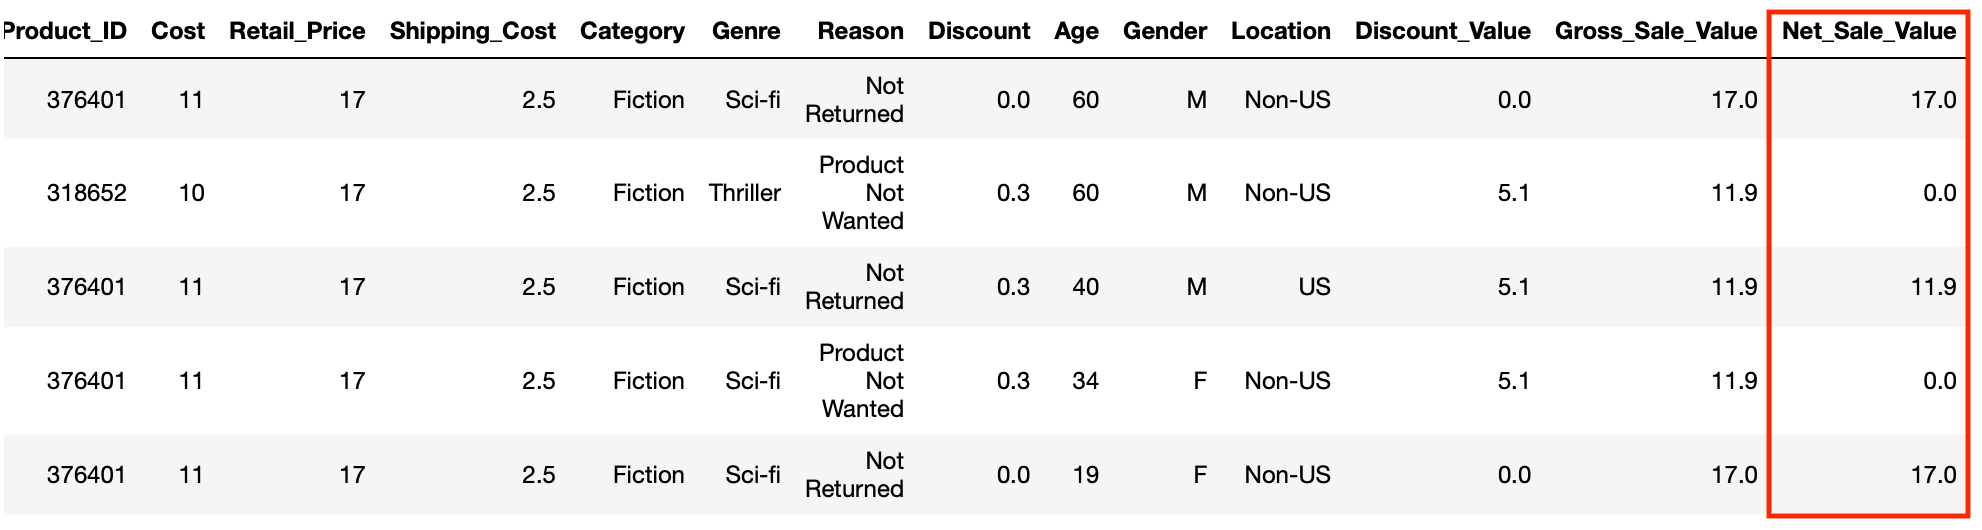 Product_ID Cost Retail_Price Shipping_Cost Category Genre Reason Discount Age Gender Location Discount_Value Gross_Sale_Value Net_Sale_Value
376401 11 17 2.5 Fiction Sci-fi Not Returned 0.0 60 M Non-US 0.0 17.0 17.0
318652 10 17 2.5 Fiction Thriller Product Not Wanted 0.3 60 M Non-US 5.1 11.9 0.0
376401 11 17 2.5 Fiction Sci-fi Not Returned 0.3 40 M US 5.1 11.9 11.9
376401 11 17 2.5 Fiction Sci-fi Product Not Wanted 0.3 34 F Non-US 5.1 11.9 0.0
376401 11 17 2.5 Fiction Sci-fi Not Returned 0.0 19 F Non-US 0.0 17.0 17.0